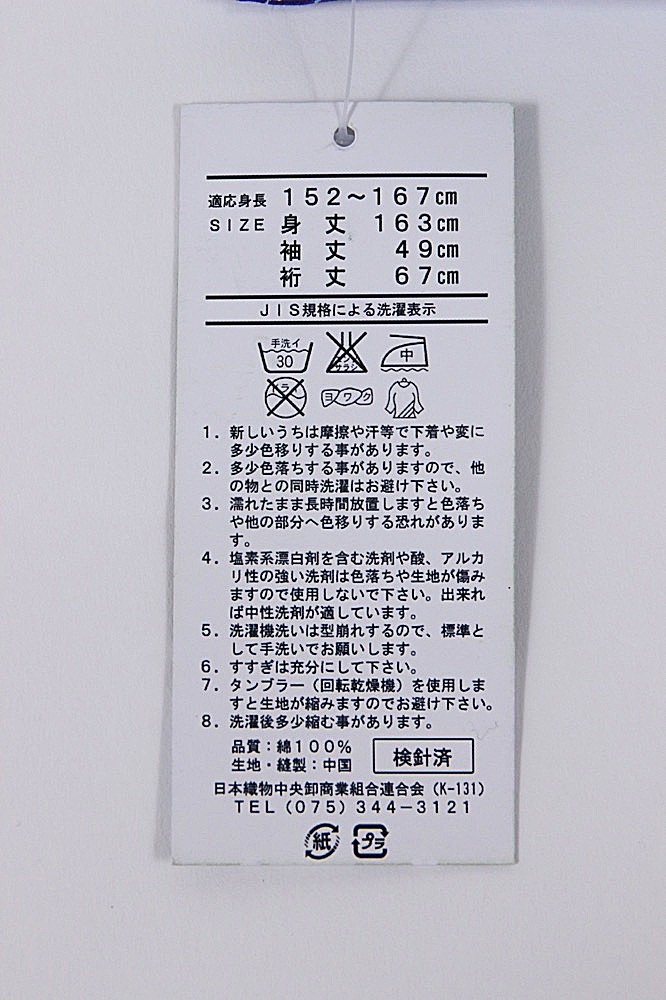 適応身長 152～167cm
SIZE 身丈 163cm
袖丈 49cm
裄丈 67cm
JIS規格による洗濯表示
手洗イ
30
エンソ
サラシ
中
ドライ
ヨワク
1．新しいうちは摩擦や汗等で下着や変に
多少色移りする事があります。
2．多少色落ちする事がありますので、他
の物との同時洗濯はお避け下さい。
3．濡れたまま長時間放置しますと色落ち
や他の部分へ色移りする恐れがありま
す。
4．塩素系漂白剤を含む洗剤や酸、アルカ
リ性の強い洗剤は色落ちや生地が傷み
ますので使用しないで下さい。出来れ
ば中性洗剤が適しています。
5．洗濯機洗いは型崩れするので、標準と
して手洗いでお願いします。
6．すすぎは充分にして下さい。
7．タンブラー（回転乾燥機）を使用しま
すと生地が縮みますのでお避け下さい。
8．洗濯後多少縮む事があります。
品質：綿100％
生地・縫製：中国
検針済
日本織物中央卸商業組合連合会（K-131）
TEL（075）344－3121
紙
プラ